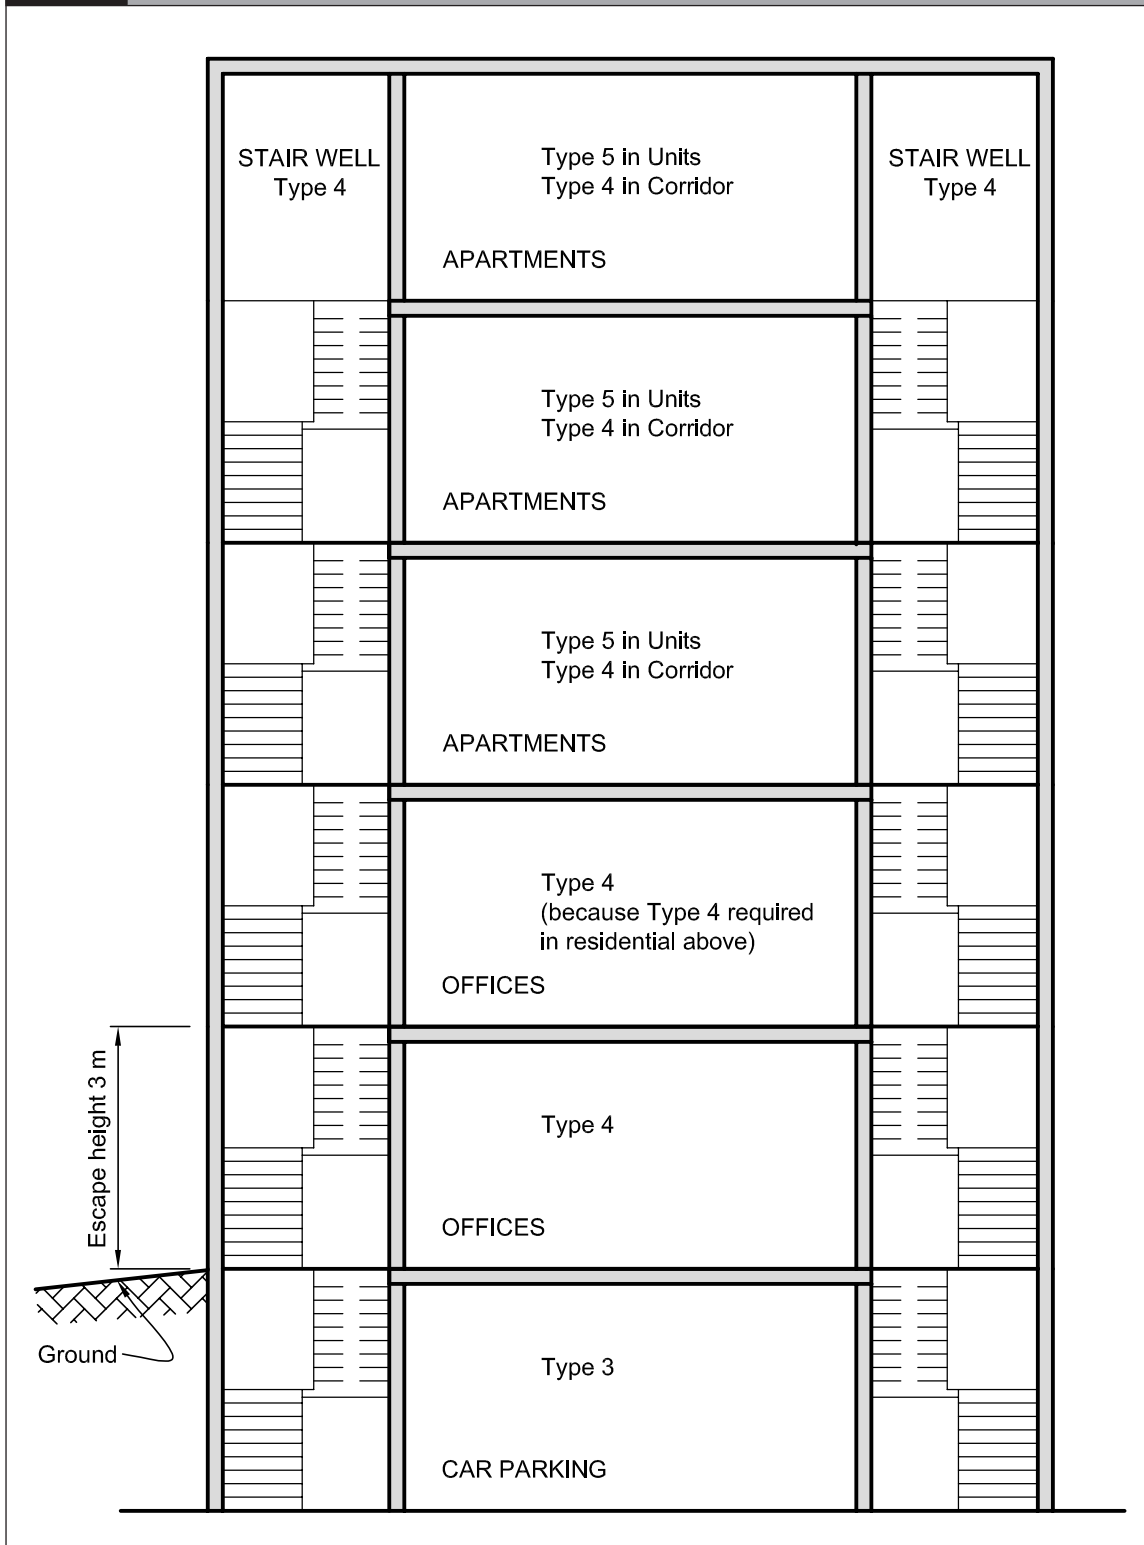 STAIR WELL
Type 4
Type 5 in Units
Type 4 in Corridor
APARTMENTS
STAIR WELL
Type 4
Type 5 in Units
Type 4 in Corridor
APARTMENTS
Type 5 in Units
Type 4 in Corridor
APARTMENTS
Type 4
(because Type 4 required
in residential above)
OFFICES
Escape height 3 m
Type 4
OFFICES
Ground
Type 3
CAR PARKING